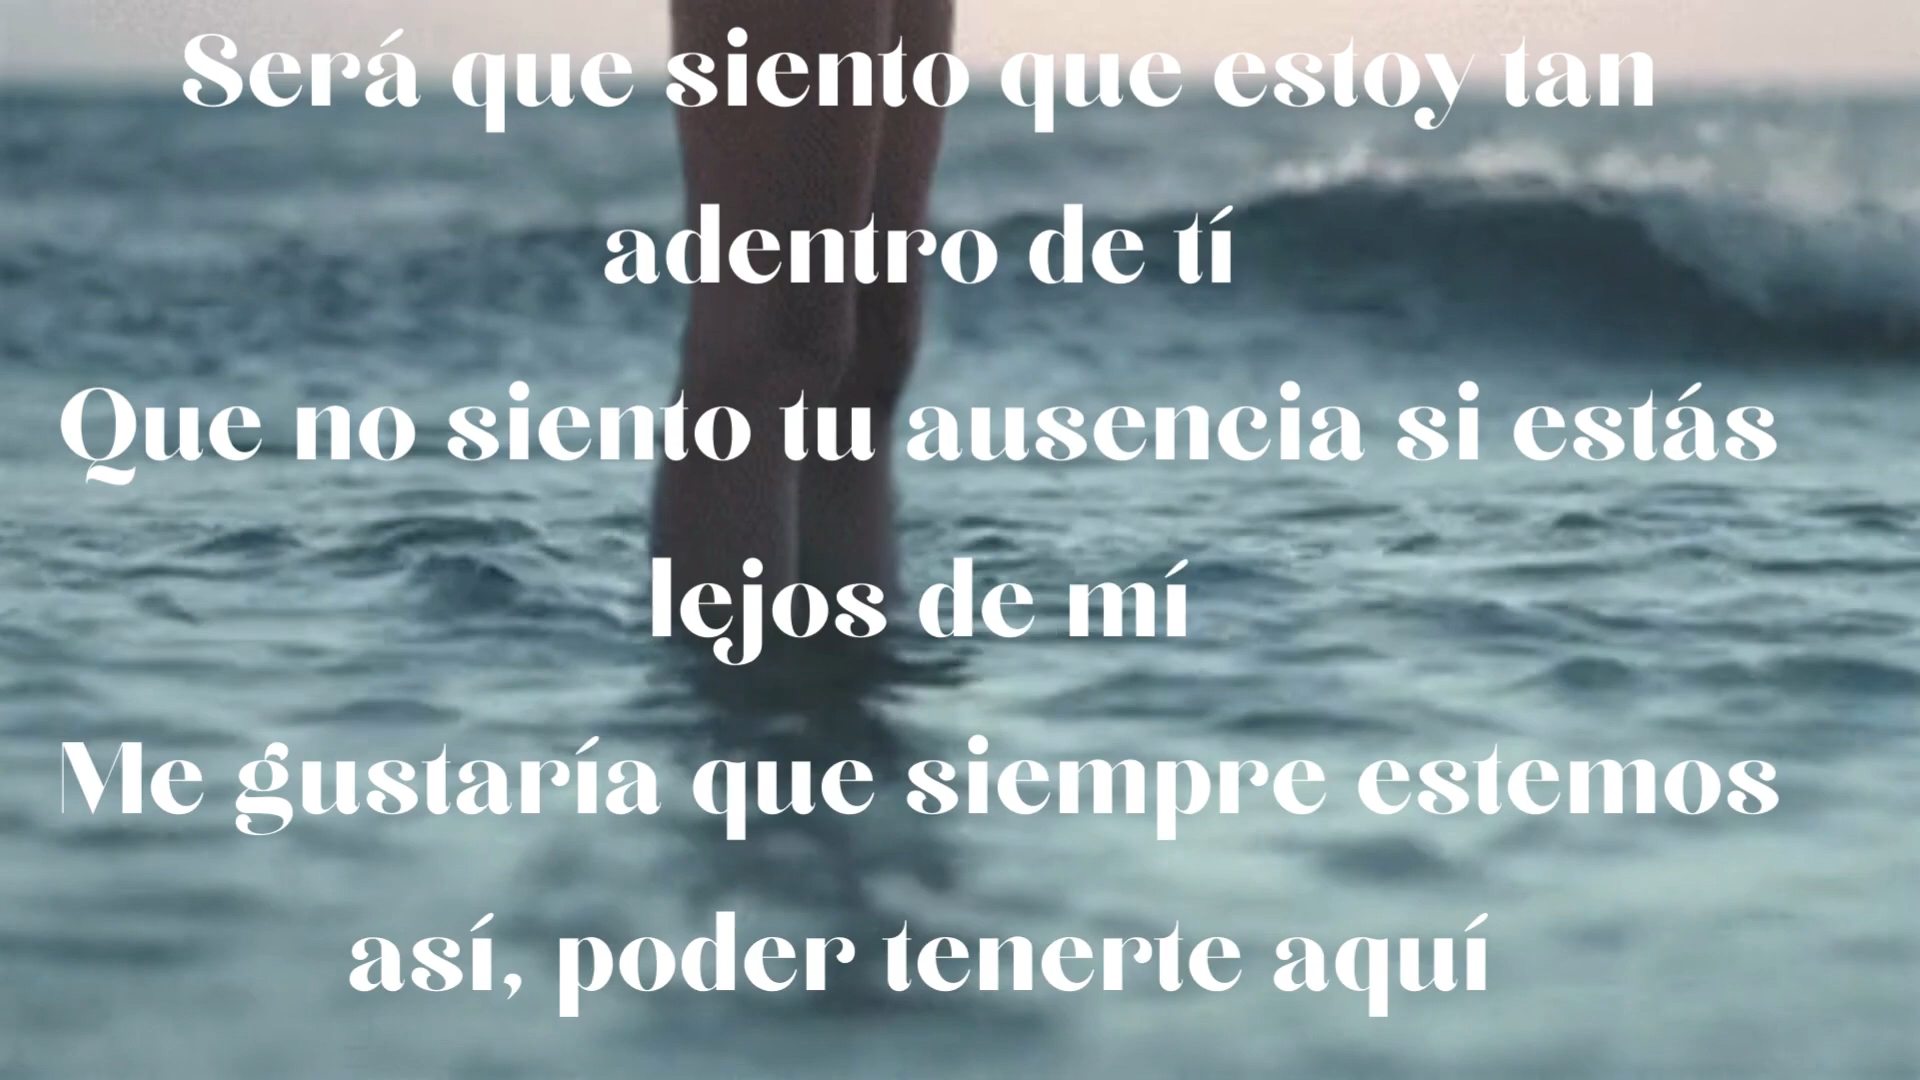 Será que siento que estoy tan
adentro de tí
Que no siento tu ausencia si estás
lejos de mí
Me gustaría que siempre estemos
así, poder tenerte aquí